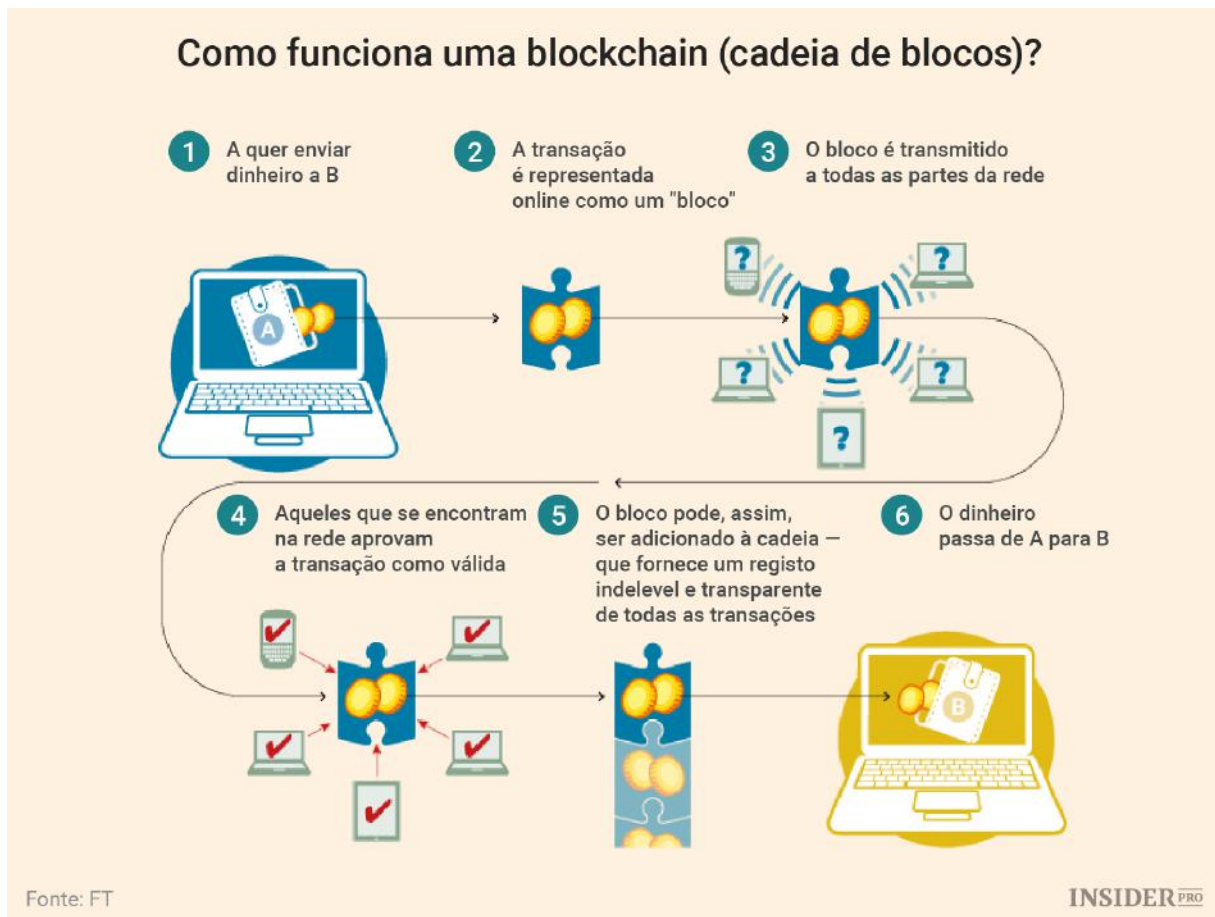 Como funciona uma blockchain (cadeia de blocos)?
1
A quer enviar
dinheiro a B
2
A transação
é representada
online como um "bloco"
3
O bloco é transmitido
a todas as partes da rede
A
?
?
?
?
?
4
Aqueles que se encontram
na rede aprovam
a transação como válida
5
O bloco pode, assim,
ser adicionado à cadeia —
que fornece um registo
indelevel e transparente
de todas as transações
6
O dinheiro
passa de A para B
B
Fonte: FT
INSIDER PRO